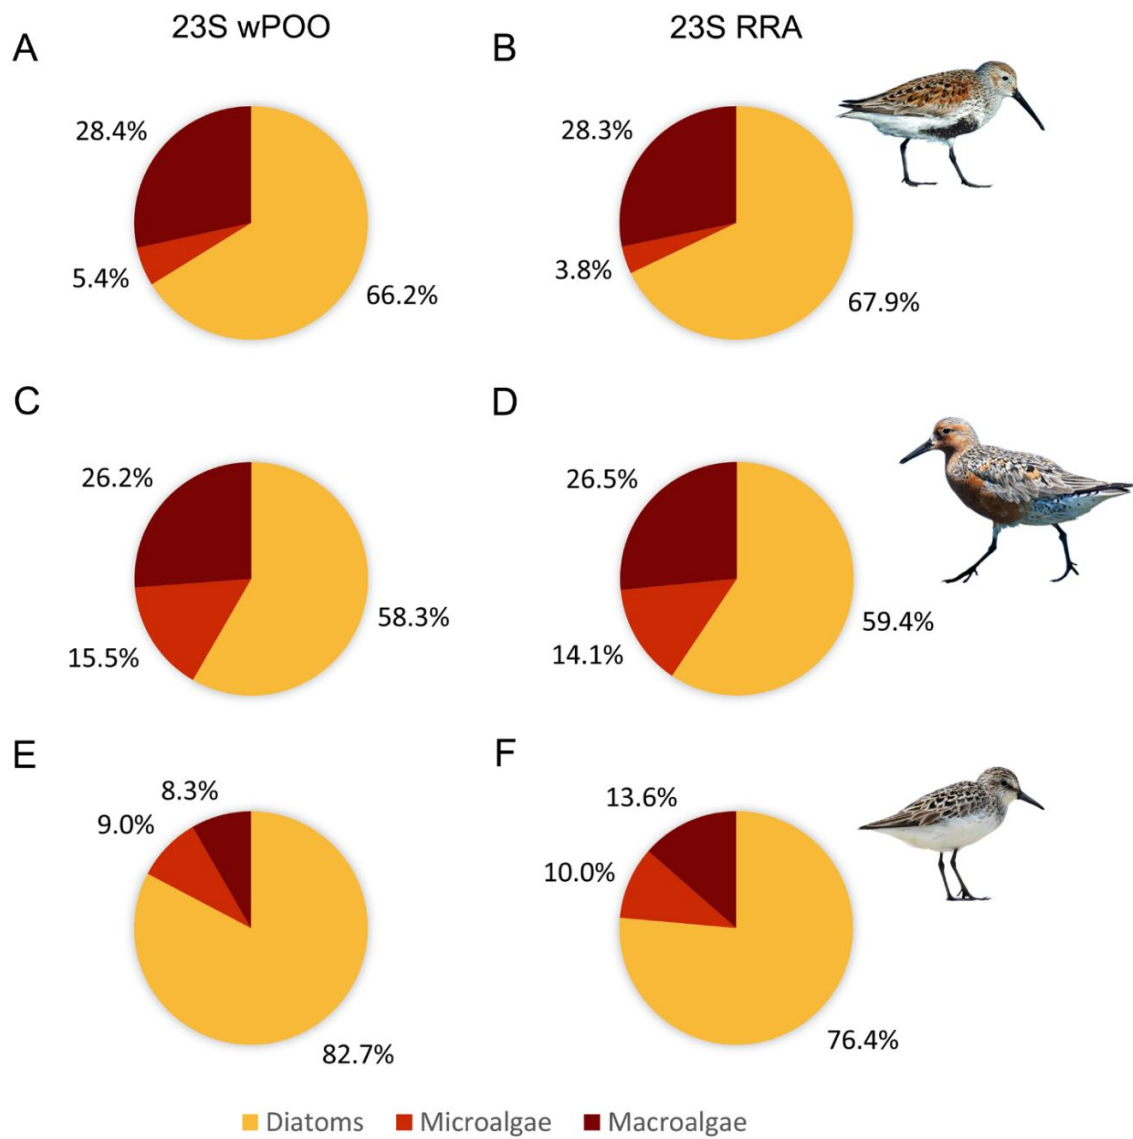 23S wPOO
23S RRA
A
B
28.4%
5.4%
66.2%
28.3%
3.8%
67.9%
C
D
26.2%
15.5%
58.3%
26.5%
14.1%
59.4%
E
F
8.3%
9.0%
82.7%
13.6%
10.0%
76.4%
Diatoms Microalgae Macroalgae